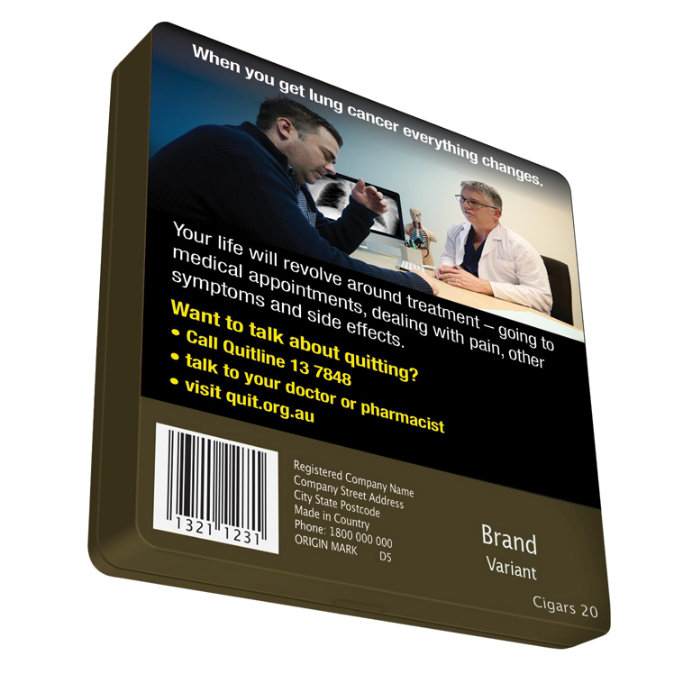 When you get lung cancer everything changes.
Your life will revolve around treatment – going to
medical appointments, dealing with pain, other
symptoms and side effects.
Want to talk about quitting?
• Call Quitline 13 7848
• talk to your doctor or pharmacist
• visit quit.org.au
1321 1231
Registered Company Name
Company Street Address
City State Postcode
Made in Country
Phone: 1800 000 000
ORIGIN MARK D5
Brand
Variant
Cigars 20